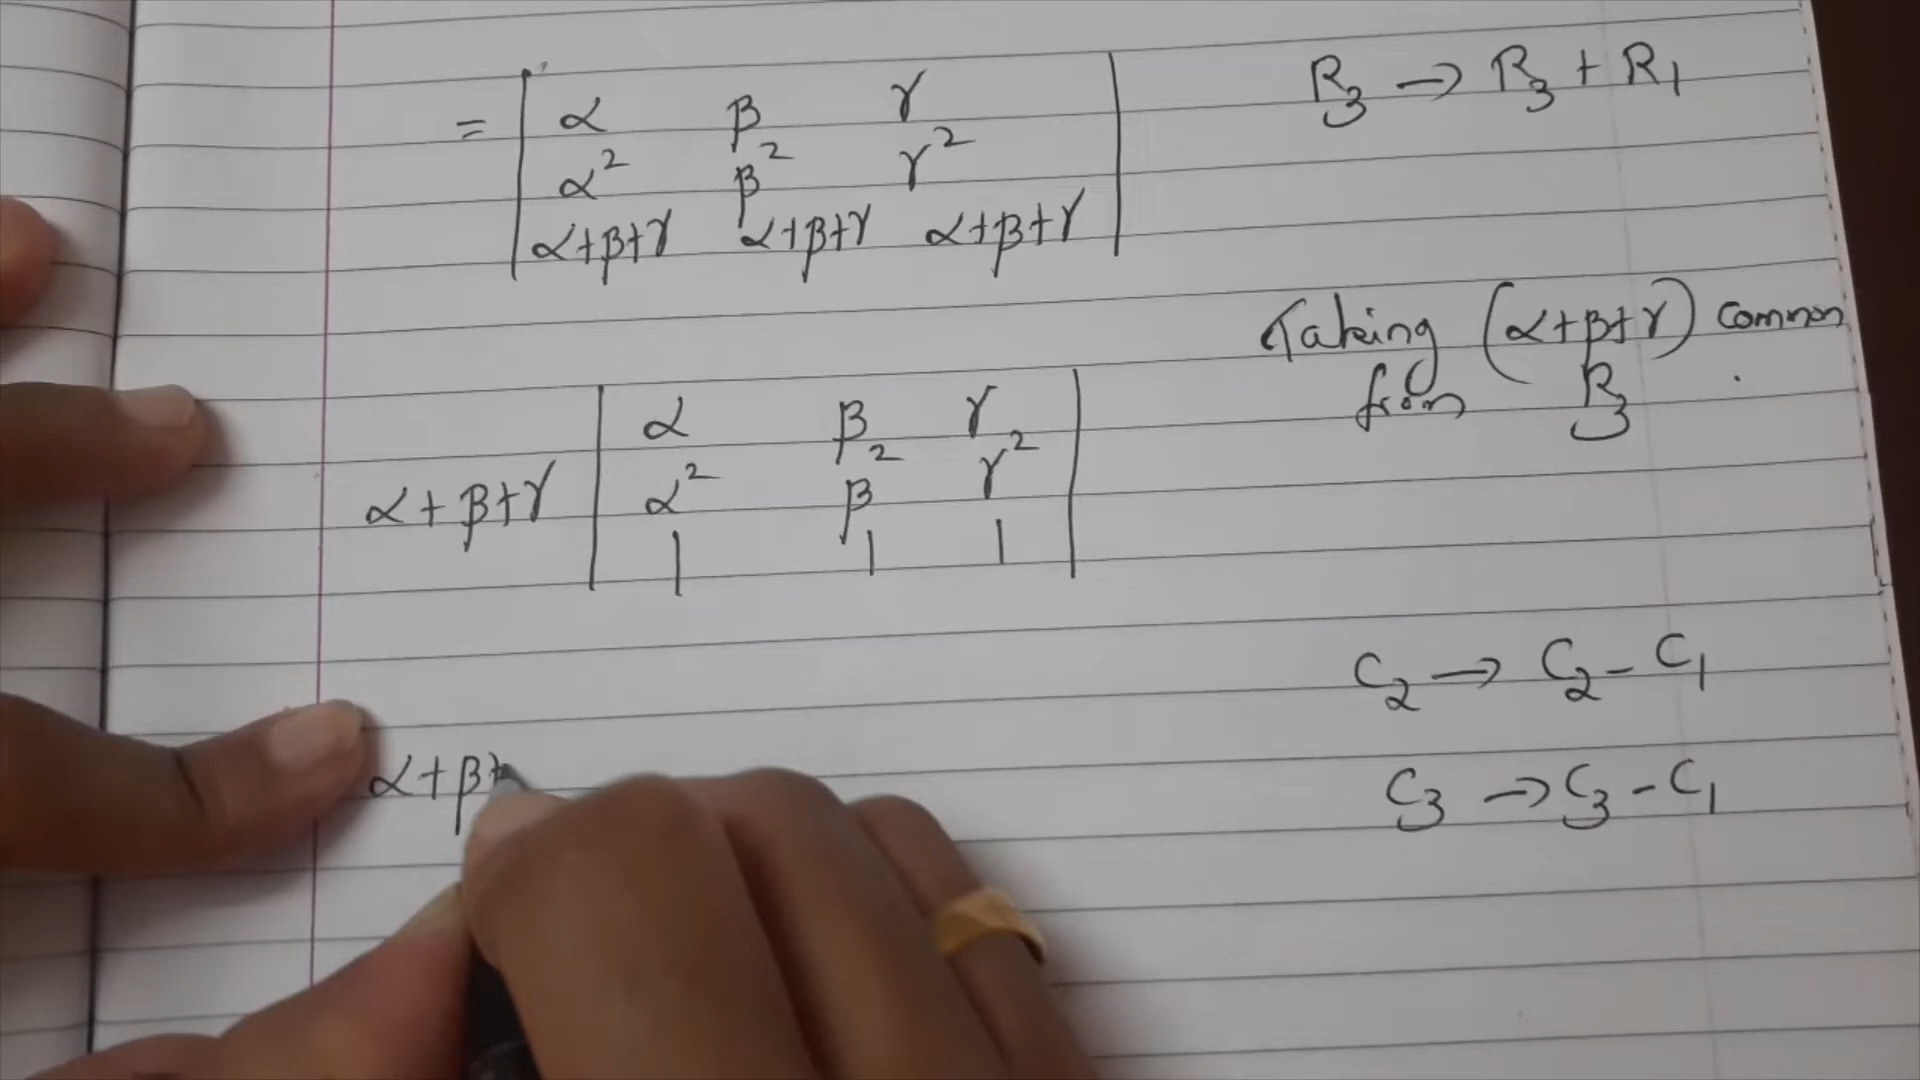 α β γ R₃ → R₃ + R₁
= α² β² γ²
α+β+γ α+β+γ α+β+γ
Taking (α+β+γ) common
from R₃
α β γ
α+β+γ α² β² γ²
1 1 1
C₂ → C₂ - C₁
α+β+ C₃ → C₃ - C₁